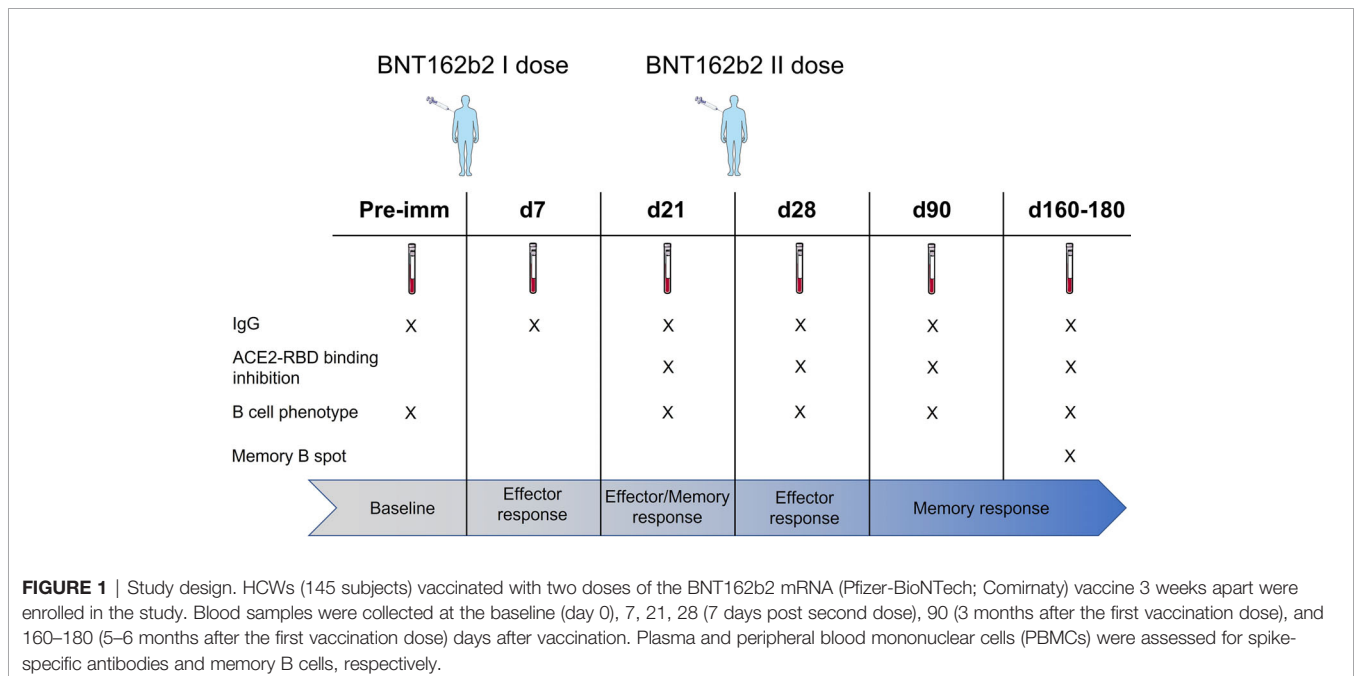 BNT162b2 I dose BNT162b2 II dose
Pre-imm d7 d21 d28 d90 d160-180
IgG X X X X X X
ACE2-RBD binding
inhibition X X X X
B cell phenotype X X X X X
Memory B spot X
Baseline Effector
response Effector/Memory
response Effector
response Memory response
FIGURE 1 | Study design. HCWs (145 subjects) vaccinated with two doses of the BNT162b2 mRNA (Pfizer-BioNTech; Comirnaty) vaccine 3 weeks apart were
enrolled in the study. Blood samples were collected at the baseline (day 0), 7, 21, 28 (7 days post second dose), 90 (3 months after the first vaccination dose), and
160–180 (5–6 months after the first vaccination dose) days after vaccination. Plasma and peripheral blood mononuclear cells (PBMCs) were assessed for spike-
specific antibodies and memory B cells, respectively.